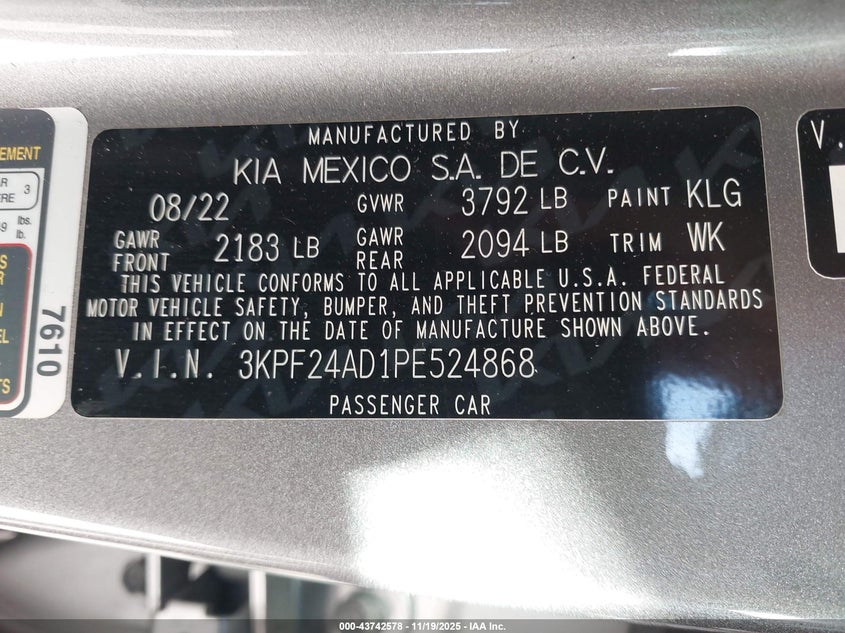 MANUFACTURED BY
KIA MEXICO S.A. DE C.V.
08/22 GVWR 3792 LB PAINT KLG
GAWR FRONT 2183 LB GAWR REAR 2094 LB TRIM WK
THIS VEHICLE CONFORMS TO ALL APPLICABLE U.S.A. FEDERAL
MOTOR VEHICLE SAFETY, BUMPER, AND THEFT PREVENTION STANDARDS
IN EFFECT ON THE DATE OF MANUFACTURE SHOWN ABOVE.
V.I.N. 3KPF24AD1PE524868
PASSENGER CAR
7610
3
lbs.
lb.
V.
000-43742578 - 11/19/2025 - IAA Inc.